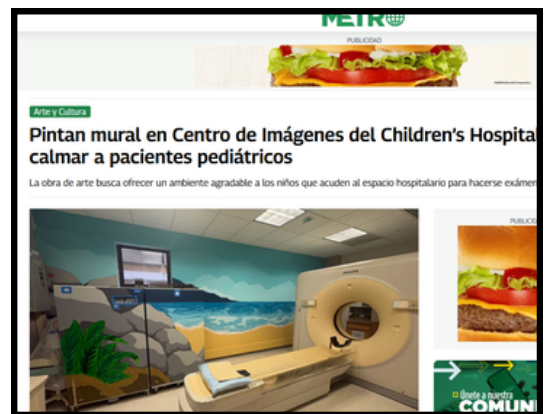 METRO
PUBLICIDAD
Arte y Cultura
Pintan mural en Centro de Imágenes del Children's Hospital
calmar a pacientes pediátricos
La obra de arte busca ofrecer un ambiente agradable a los niños que acuden al espacio hospitalario para hacerse exámen
PUBLICID
PHILIPS
Únete a nuestra
COMUN